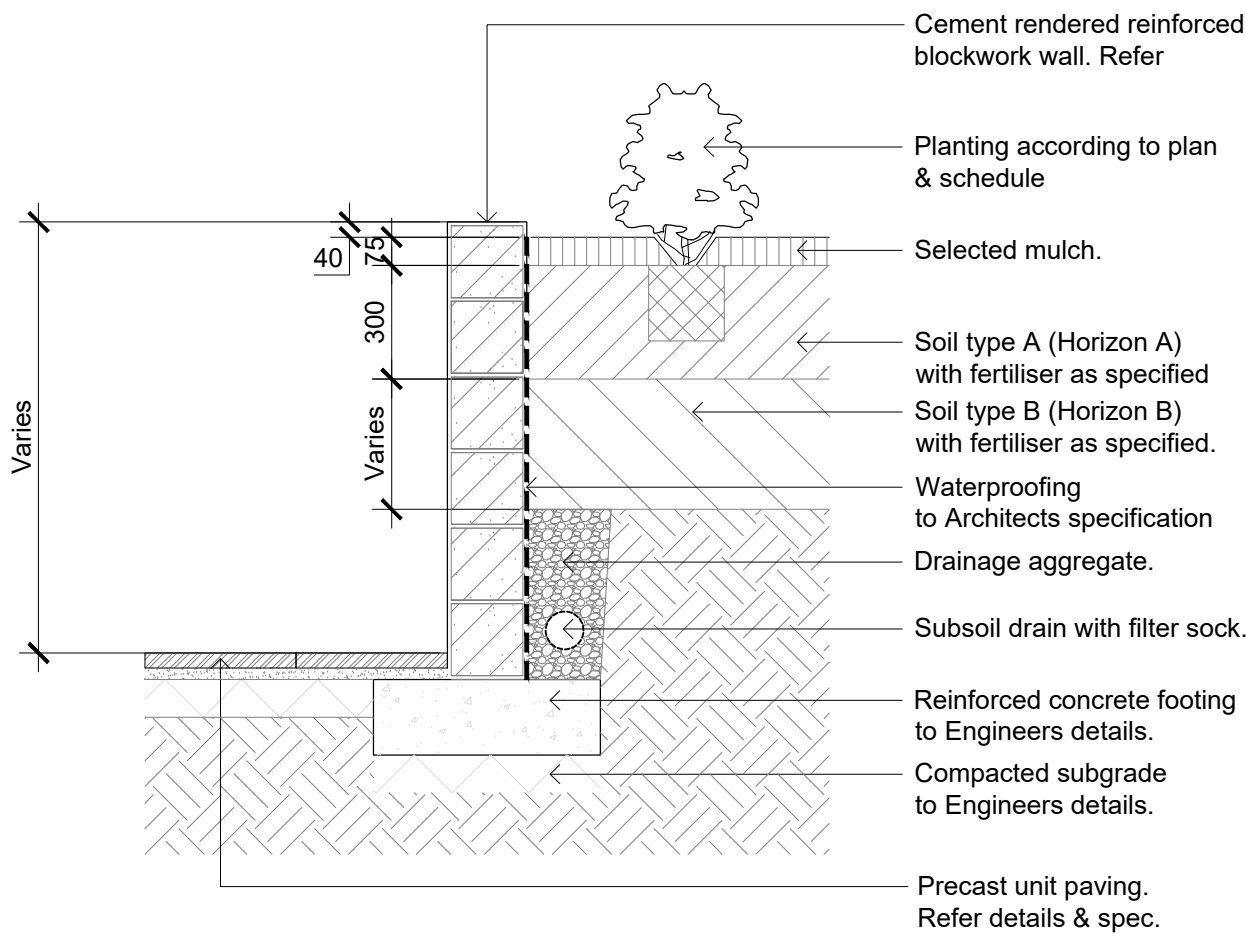 Cement rendered reinforced
blockwork wall. Refer
Planting according to plan
& schedule
Selected mulch.
40
75
300
Soil type A (Horizon A)
with fertiliser as specified
Soil type B (Horizon B)
with fertiliser as specified.
Varies
Varies
Waterproofing
to Architects specification
Drainage aggregate.
Subsoil drain with filter sock.
Reinforced concrete footing
to Engineers details.
Compacted subgrade
to Engineers details.
Precast unit paving.
Refer details & spec.